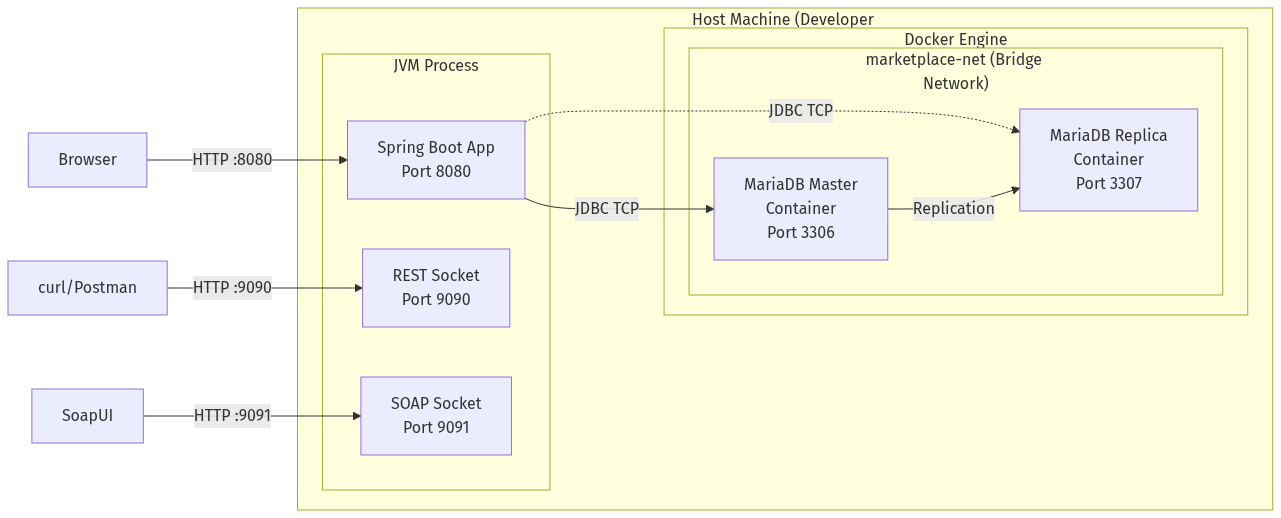 Host Machine (Developer
Docker Engine
marketplace-net (Bridge
Network)
JVM Process
JDBC TCP
MariaDB Replica
Container
Port 3307
Browser
HTTP :8080
Spring Boot App
Port 8080
MariaDB Master
Container
Port 3306
JDBC TCP
Replication
curl/Postman
HTTP :9090
REST Socket
Port 9090
SoapUI
HTTP :9091
SOAP Socket
Port 9091